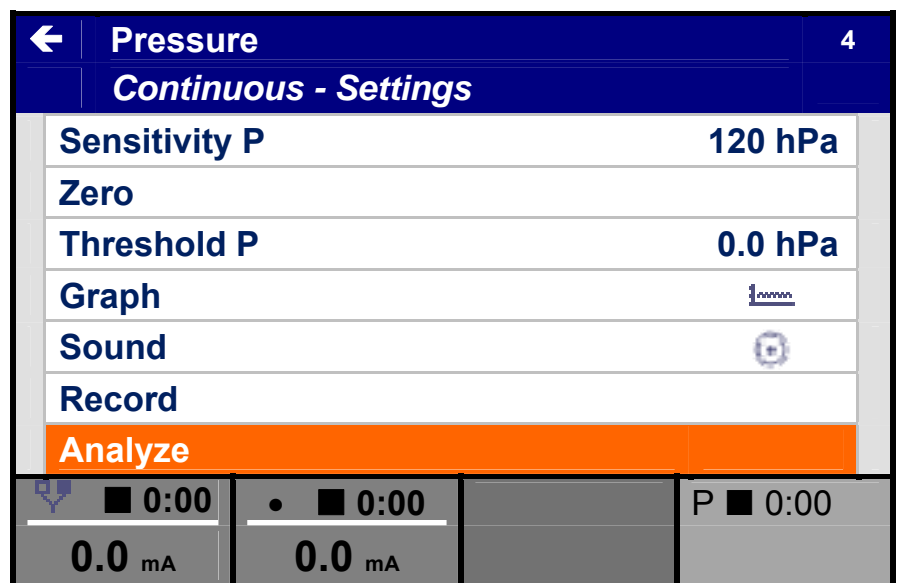 Pressure 4
Continuous - Settings
Sensitivity P 120 hPa
Zero
Threshold P 0.0 hPa
Graph
Sound
Record
Analyze
0:00 0:00 P 0:00
0.0 mA 0.0 mA